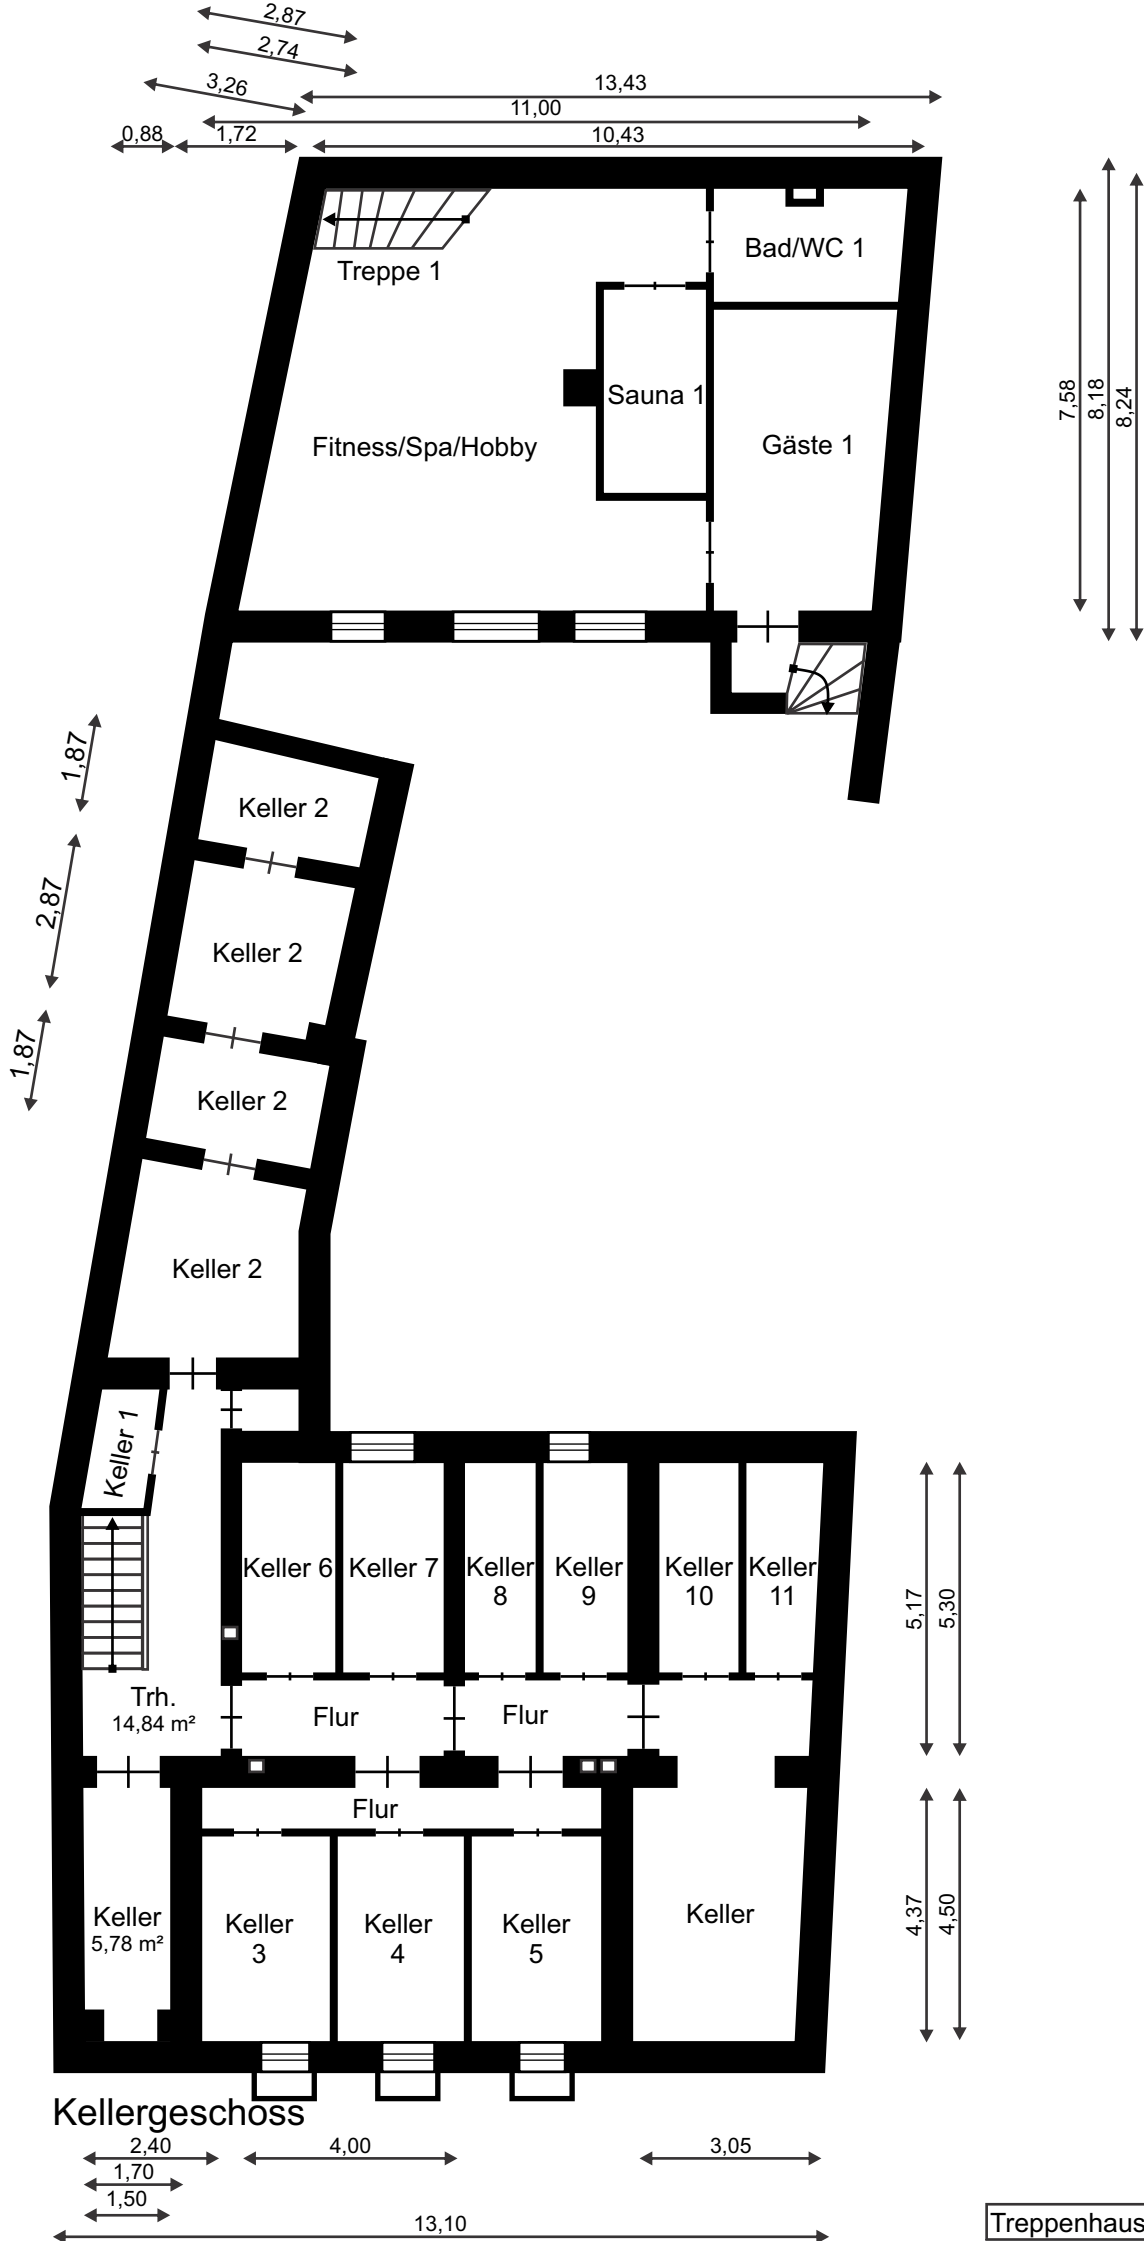 2,87
2,74
3,26
13,43
11,00
0,88
1,72
10,43
Treppe 1
Bad/WC 1
Sauna 1
Fitness/Spa/Hobby
Gäste 1
7,58
8,18
8,24
1,87
Keller 2
2,87
Keller 2
1,87
Keller 2
Keller 2
Keller 1
Keller 6
Keller 7
Keller
8
Keller
9
Keller
10
Keller
11
5,17
5,30
Trh.
14,84 m²
Flur
Flur
Flur
Keller
5,78 m²
Keller
3
Keller
4
Keller
5
Keller
4,37
4,50
Kellergeschoss
2,40
4,00
3,05
1,70
1,50
13,10
Treppenhaus